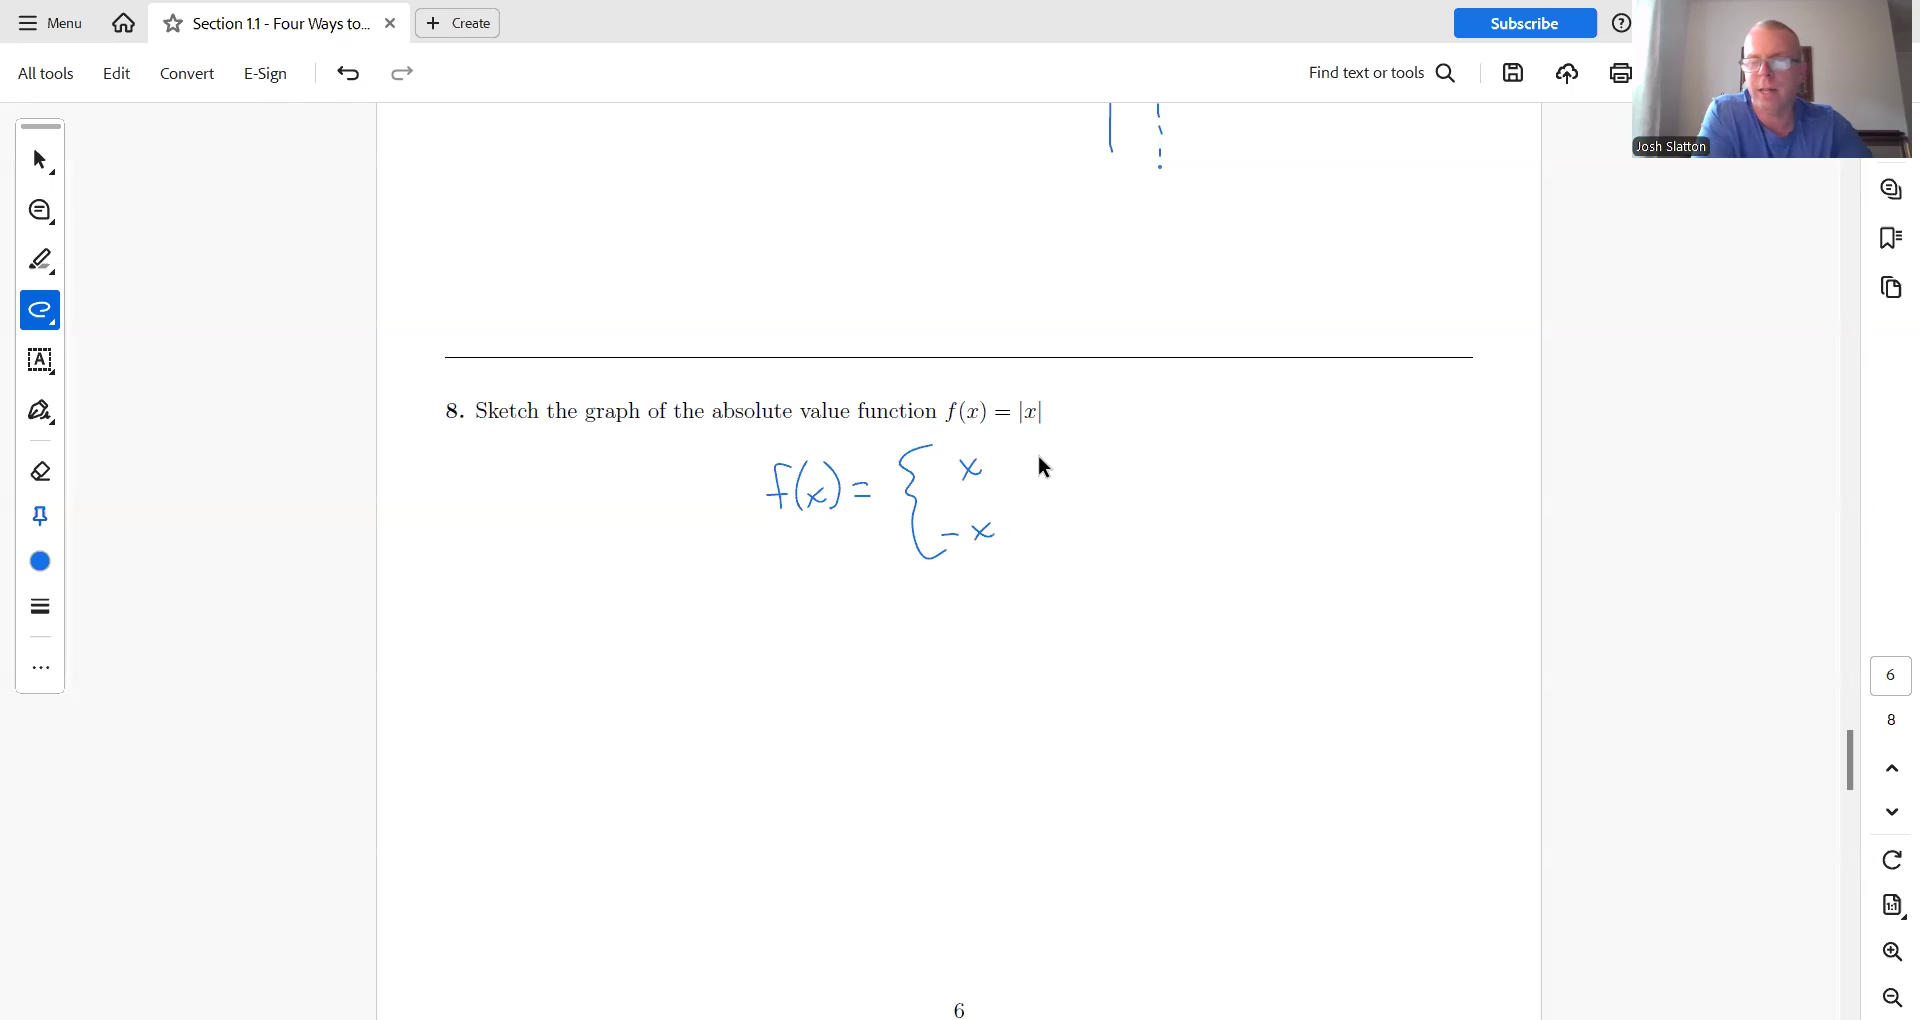 Menu
Section 1.1 - Four Ways to...
Create
Subscribe
All tools
Edit
Convert
E-Sign
Find text or tools
Josh Slatton
8. Sketch the graph of the absolute value function f(x) = |x|
f(x) = { x
- x
6
8
6